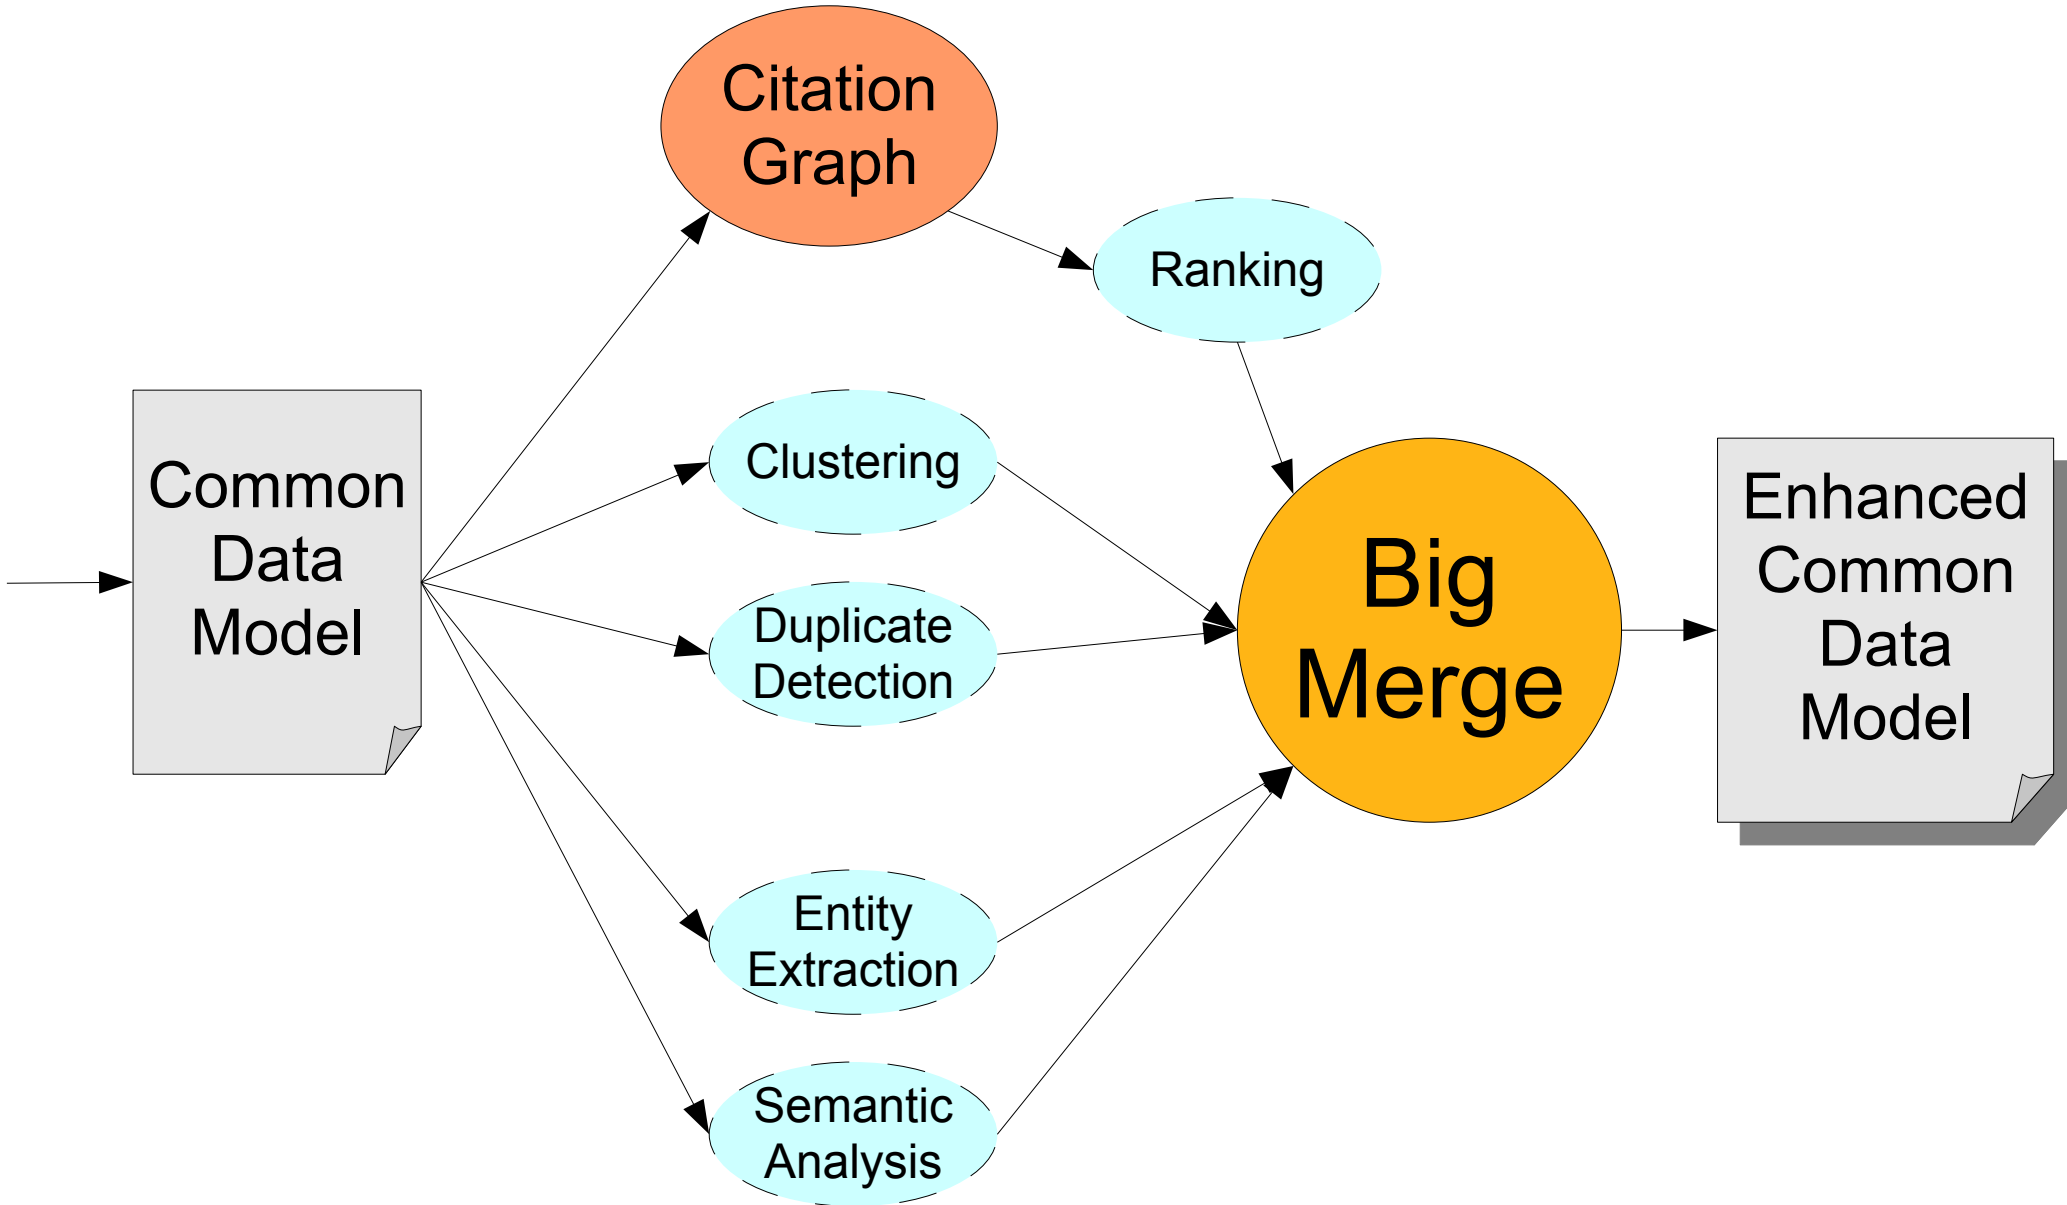 Citation
Graph
Ranking
Common
Data
Model
Clustering
Duplicate
Detection
Entity
Extraction
Semantic
Analysis
Big
Merge
Enhanced
Common
Data
Model